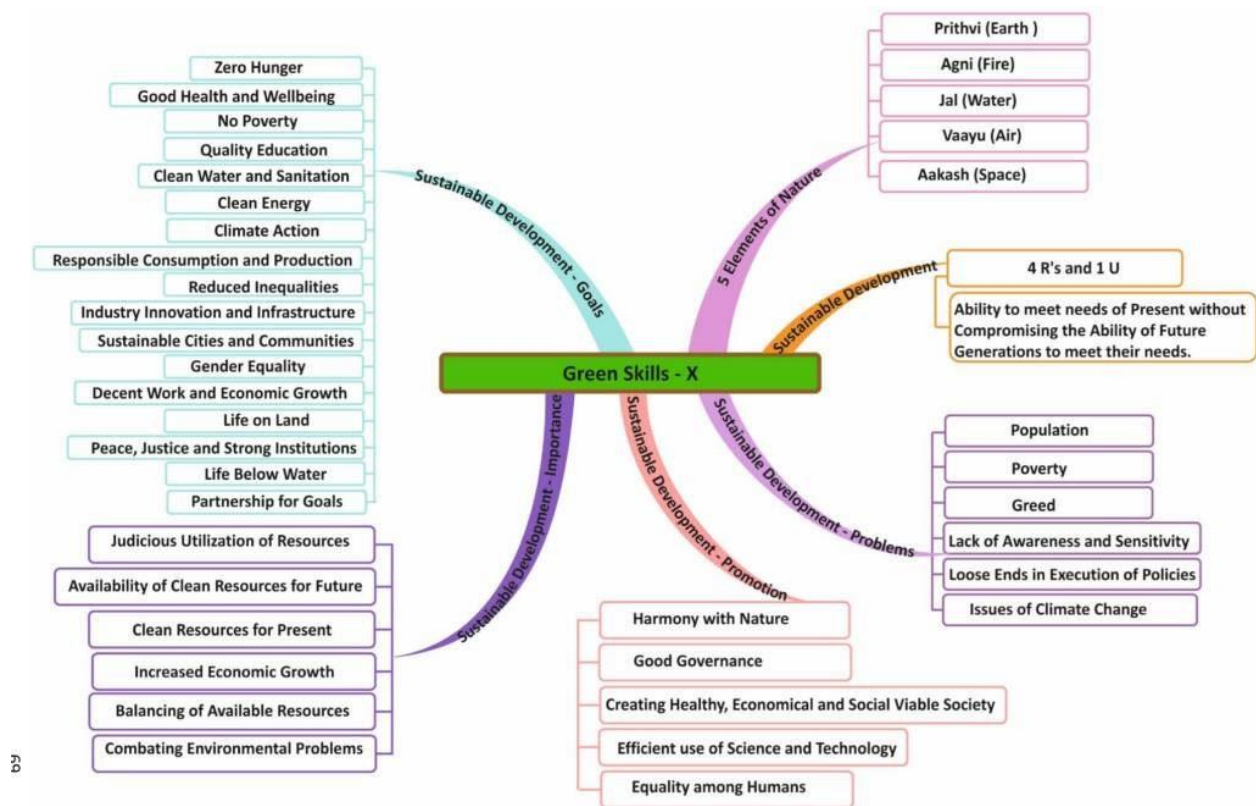 Green Skills - X
Sustainable Development - Goals
Zero Hunger
Good Health and Wellbeing
No Poverty
Quality Education
Clean Water and Sanitation
Clean Energy
Climate Action
Responsible Consumption and Production
Reduced Inequalities
Industry Innovation and Infrastructure
Sustainable Cities and Communities
Gender Equality
Decent Work and Economic Growth
Life on Land
Peace, Justice and Strong Institutions
Life Below Water
Partnership for Goals
5 Elements of Nature
Prithvi (Earth )
Agni (Fire)
Jal (Water)
Vaayu (Air)
Aakash (Space)
Sustainable Development
4 R's and 1 U
Ability to meet needs of Present without
Compromising the Ability of Future
Generations to meet their needs.
Sustainable Development - Problems
Population
Poverty
Greed
Lack of Awareness and Sensitivity
Loose Ends in Execution of Policies
Issues of Climate Change
Sustainable Development - Promotion
Harmony with Nature
Good Governance
Creating Healthy, Economical and Social Viable Society
Efficient use of Science and Technology
Equality among Humans
Sustainable Development - Importance
Judicious Utilization of Resources
Availability of Clean Resources for Future
Clean Resources for Present
Increased Economic Growth
Balancing of Available Resources
Combating Environmental Problems
69